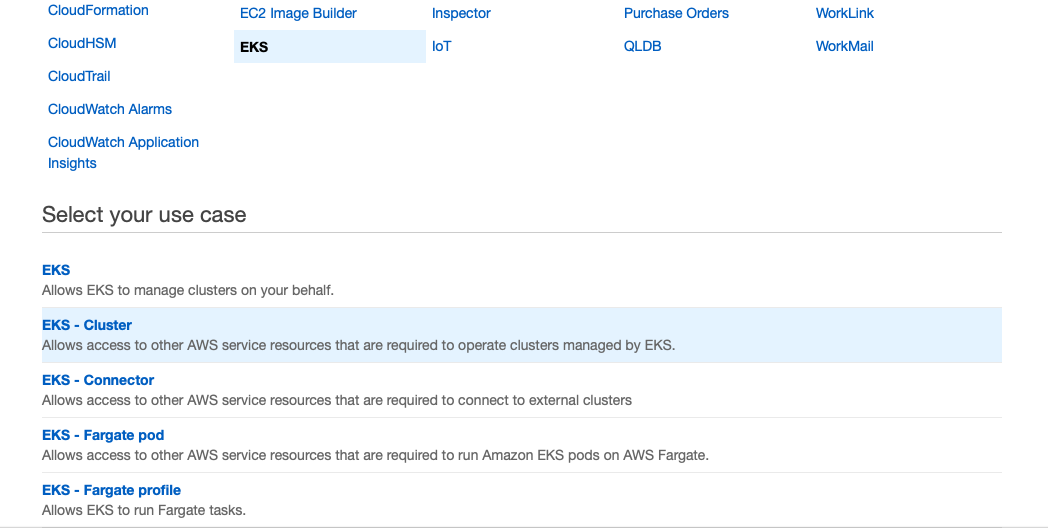 CloudFormation
EC2 Image Builder
Inspector
Purchase Orders
WorkLink
CloudHSM
EKS
IoT
QLDB
WorkMail
CloudTrail
CloudWatch Alarms
CloudWatch Application
Insights
Select your use case
EKS
Allows EKS to manage clusters on your behalf.
EKS - Cluster
Allows access to other AWS service resources that are required to operate clusters managed by EKS.
EKS - Connector
Allows access to other AWS service resources that are required to connect to external clusters
EKS - Fargate pod
Allows access to other AWS service resources that are required to run Amazon EKS pods on AWS Fargate.
EKS - Fargate profile
Allows EKS to run Fargate tasks.